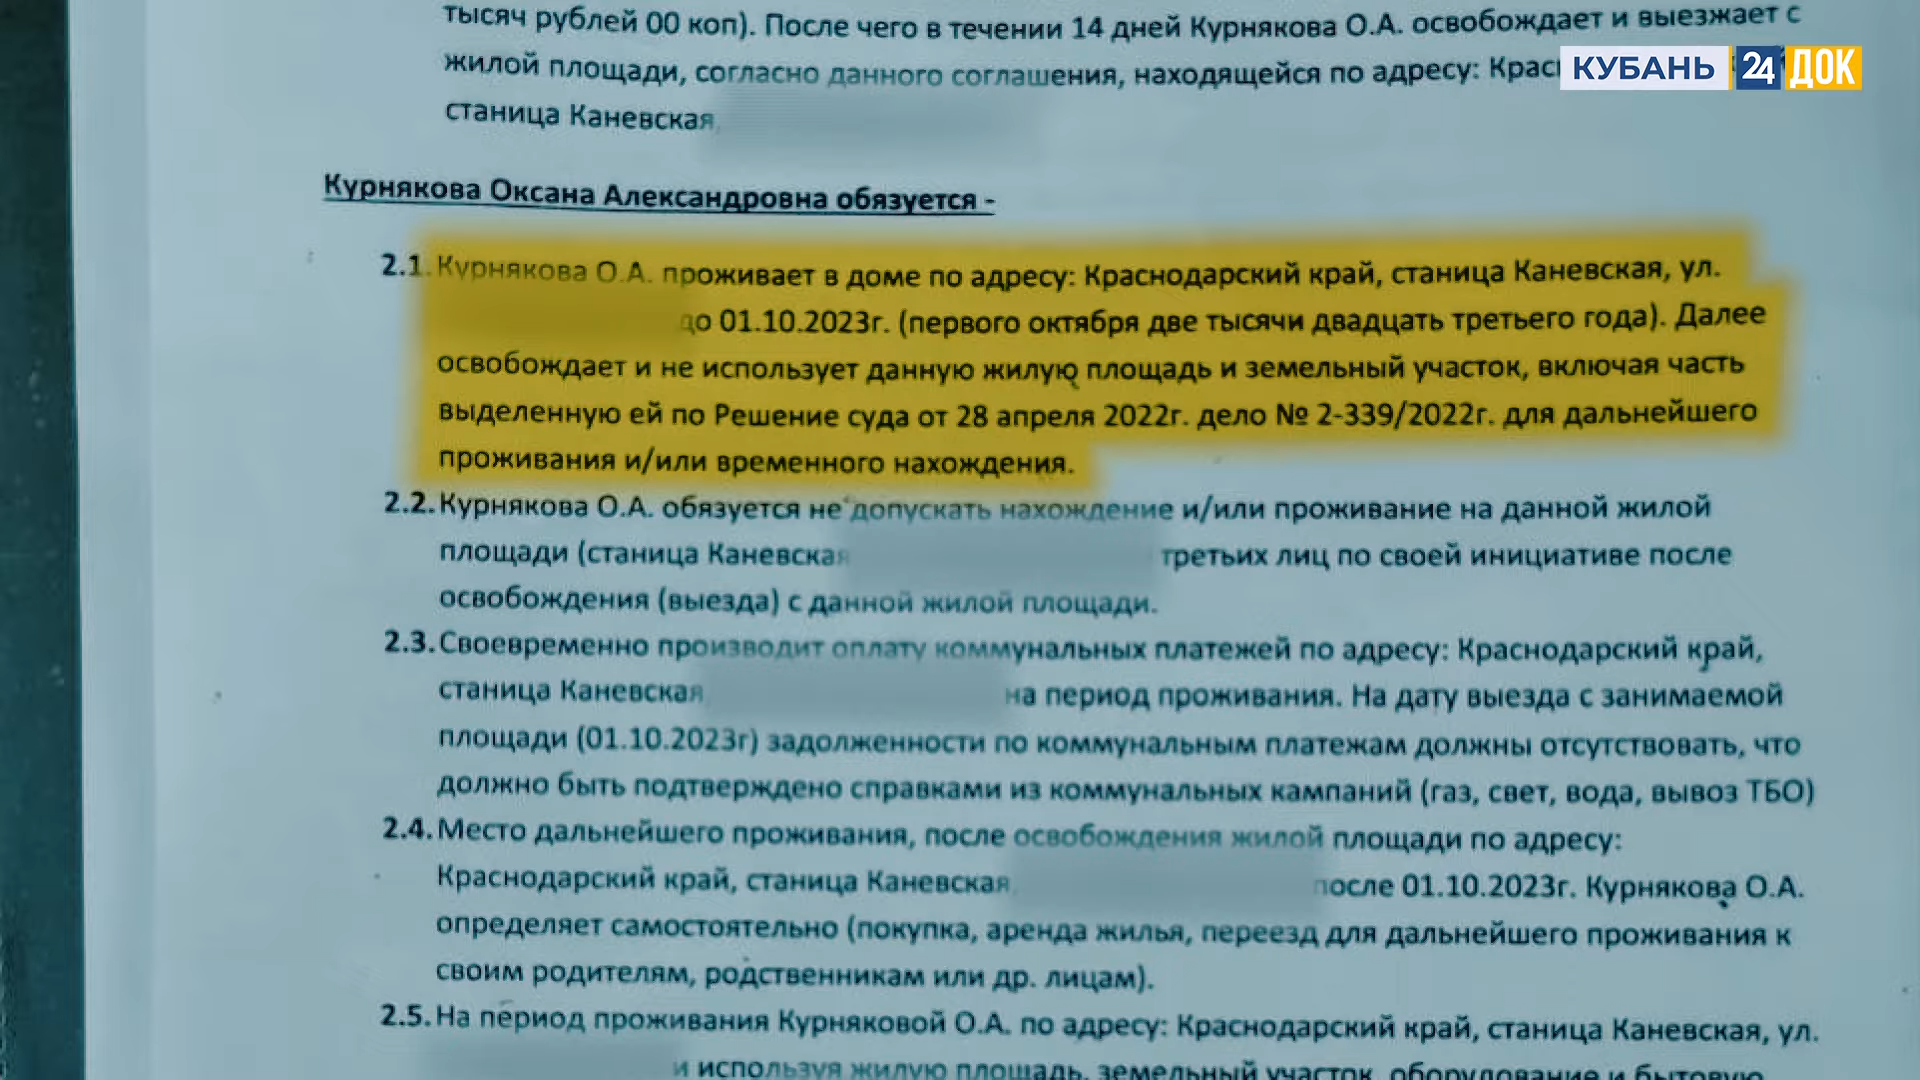 тысяч рублей 00 коп). После чего в течении 14 дней Курнякова О.А. освобождает и выезжает с
жилой площади, согласно данного соглашения, находящейся по адресу: Крас
КУБАНЬ 24 ДОК
станица Каневская,
Курнякова Оксана Александровна обязуется -
2.1. Курнякова О.А. проживает в доме по адресу: Краснодарский край, станица Каневская, ул.
до 01.10.2023г. (первого октября две тысячи двадцать третьего года). Далее
освобождает и не использует данную жилую площадь и земельный участок, включая часть
выделенную ей по Решение суда от 28 апреля 2022г. дело № 2-339/2022г. для дальнейшего
проживания и/или временного нахождения.
2.2. Курнякова О.А. обязуется не допускать нахождение и/или проживание на данной жилой
площади (станица Каневская третьих лиц по своей инициативе после
освобождения (выезда) с данной жилой площади.
2.3. Своевременно производит оплату коммунальных платежей по адресу: Краснодарский край,
станица Каневская на период проживания. На дату выезда с занимаемой
площади (01.10.2023г) задолженности по коммунальным платежам должны отсутствовать, что
должно быть подтверждено справками из коммунальных кампаний (газ, свет, вода, вывоз ТБО)
2.4. Место дальнейшего проживания, после освобождения жилой площади по адресу:
Краснодарский край, станица Каневская, после 01.10.2023г. Курнякова О.А.
определяет самостоятельно (покупка, аренда жилья, переезд для дальнейшего проживания к
своим родителям, родственникам или др. лицам).
2.5. На период проживания Курняковой О.А. по адресу: Краснодарский край, станица Каневская, ул.
и используя жилую площадь, земельный участок, оборудование и бытовую